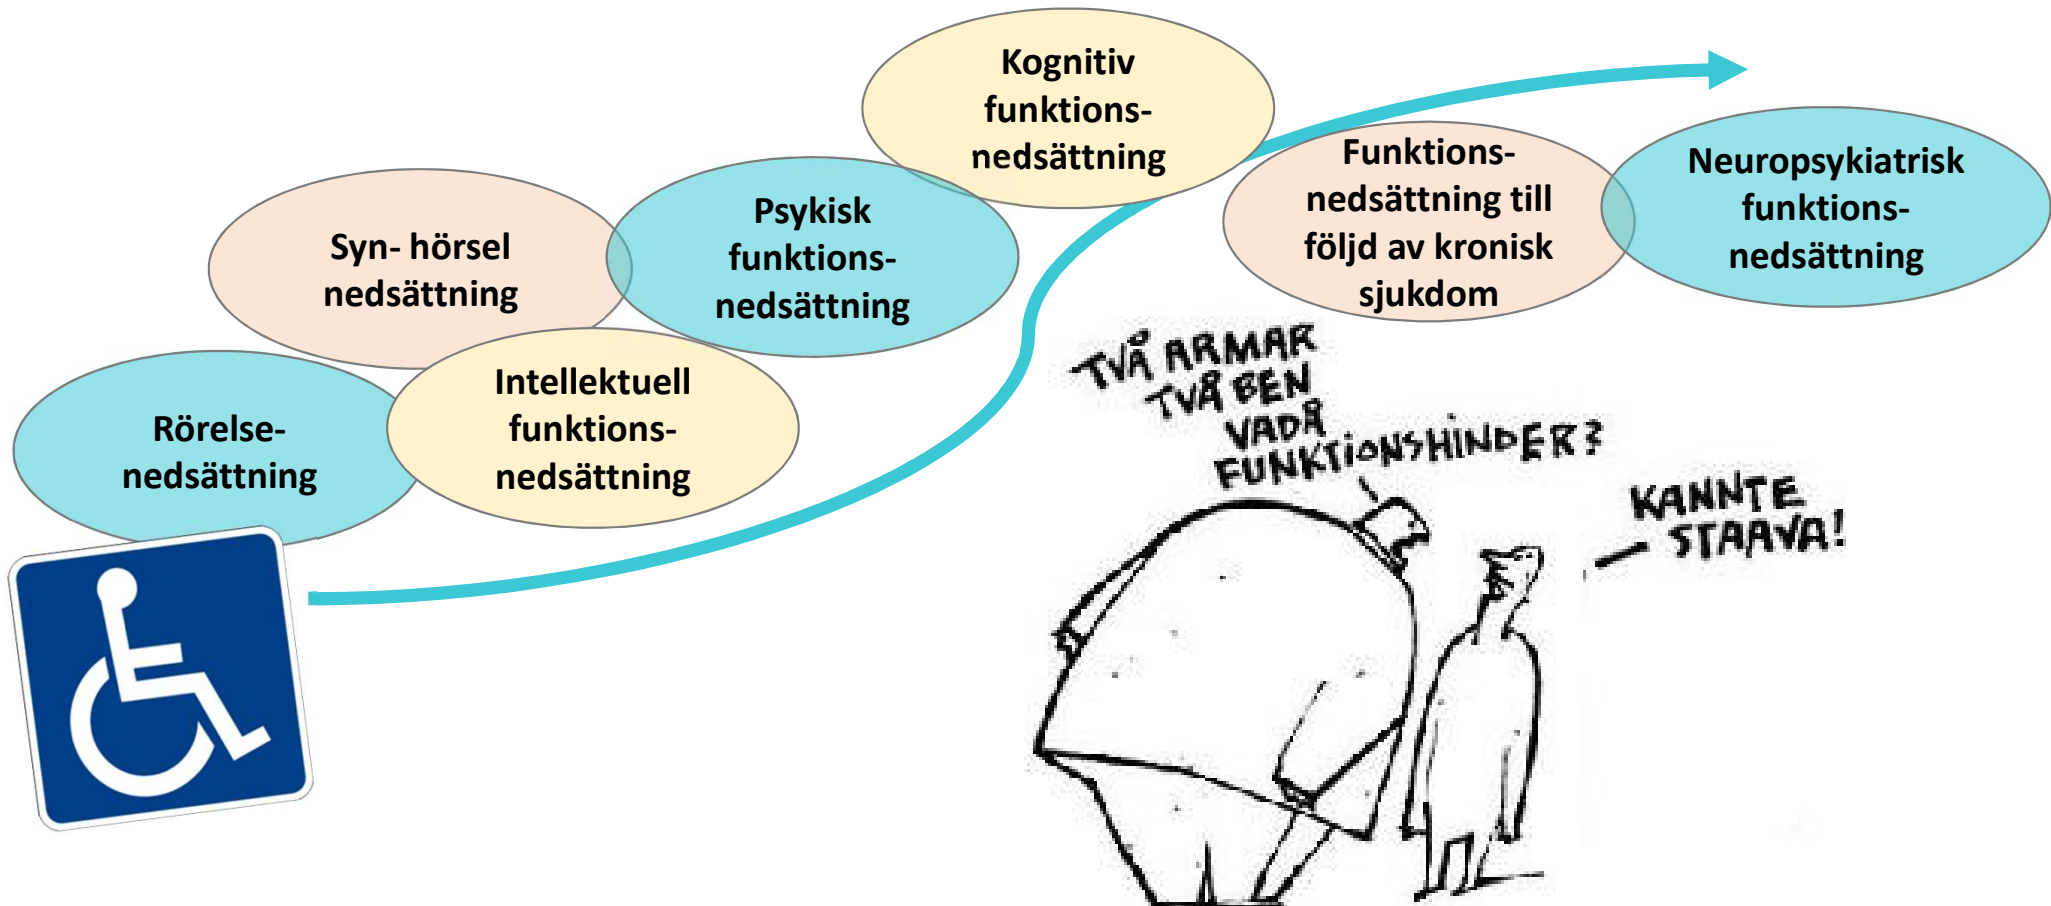 Rörelse-
nedsättning
Syn- hörsel
nedsättning
Intellektuell
funktions-
nedsättning
Psykisk
funktions-
nedsättning
Kognitiv
funktions-
nedsättning
Funktions-
nedsättning till
följd av kronisk
sjukdom
Neuropsykiatrisk
funktions-
nedsättning
TVÅ ARMAR
TVÅ BEN
VADÅ
FUNKTIONSHINDER?
KANNTE
STAAVA!